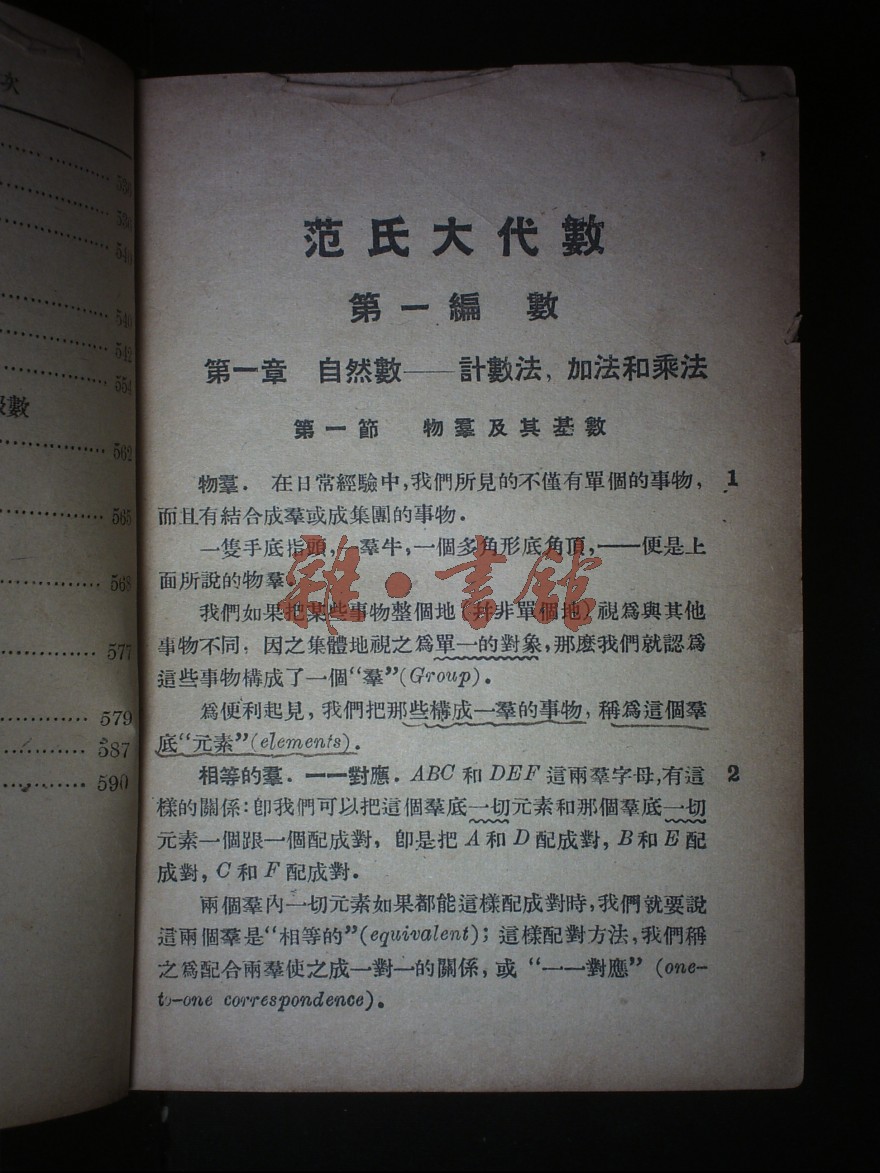 次
536
538
540
540
542
554
級數
562
565
568
577
579
587
590
范氏大代數
第一編 數
第一章 自然數——計數法, 加法和乘法
第一節 物羣及其基數
物羣. 在日常經驗中,我們所見的不僅有單個的事物, 1
而且有結合成羣或成集團的事物.
一隻手底指頭,一羣牛,一個多角形底角頂,——便是上
面所說的物羣.
我們如果把某些事物整個地(幷非單個地)視爲與其他
事物不同, 因之集體地視之爲單一的對象,那麽我們就認爲
這些事物構成了一個“羣”(Group).
爲便利起見, 我們把那些構成一羣的事物, 稱爲這個羣
底“元素”(elements).
相等的羣. 一一對應. ABC 和 DEF 這兩羣字母,有這 2
樣的關係:卽我們可以把這個羣底一切元素和那個羣底一切
元素一個跟一個配成對, 卽是把 A 和 D 配成對, B 和 E 配
成對, C 和 F 配成對.
兩個羣內一切元素如果都能這樣配成對時,我們就要說
這兩個羣是“相等的”(equivalent); 這樣配對方法,我們稱
之爲配合兩羣使之成一對一的關係, 或 “一一對應” (one-
to-one correspondence).
雜·書館